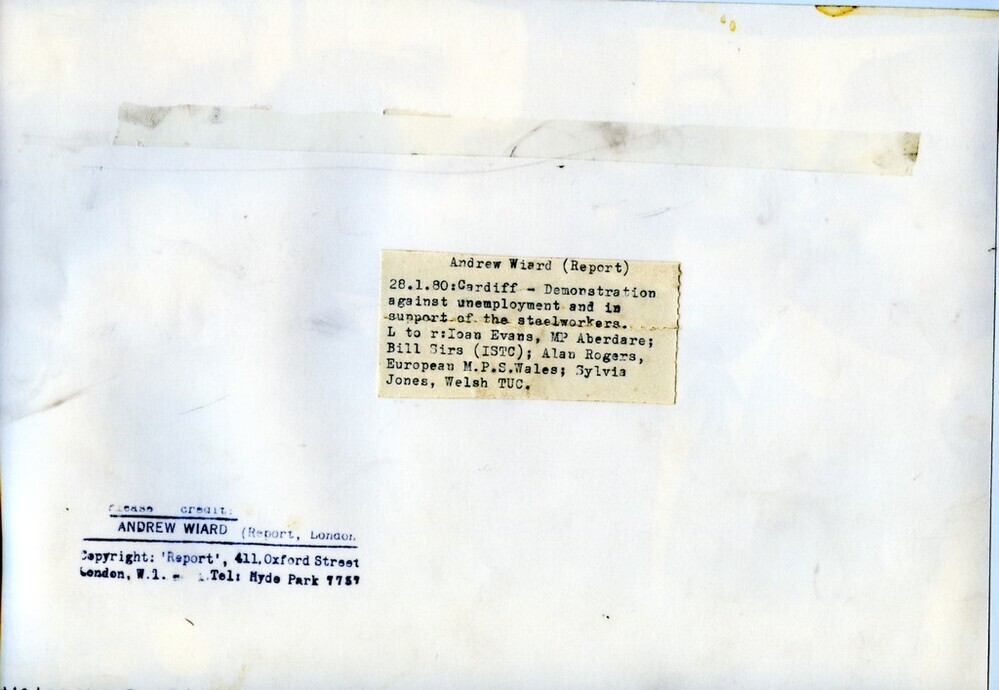 Andrew Wiard (Report)
28.1.80:Cardiff - Demonstration
against unemployment and in
support of the steelworkers.
L to r:Ioan Evans, MP Aberdare;
Bill Sirs (ISTC); Alan Rogers,
European M.P.S.Wales; Sylvia
Jones, Welsh TUC.
Please credit:
ANDREW WIARD (Report, London
Copyright: 'Report', 411, Oxford Street
London, W.1. Tel: Hyde Park